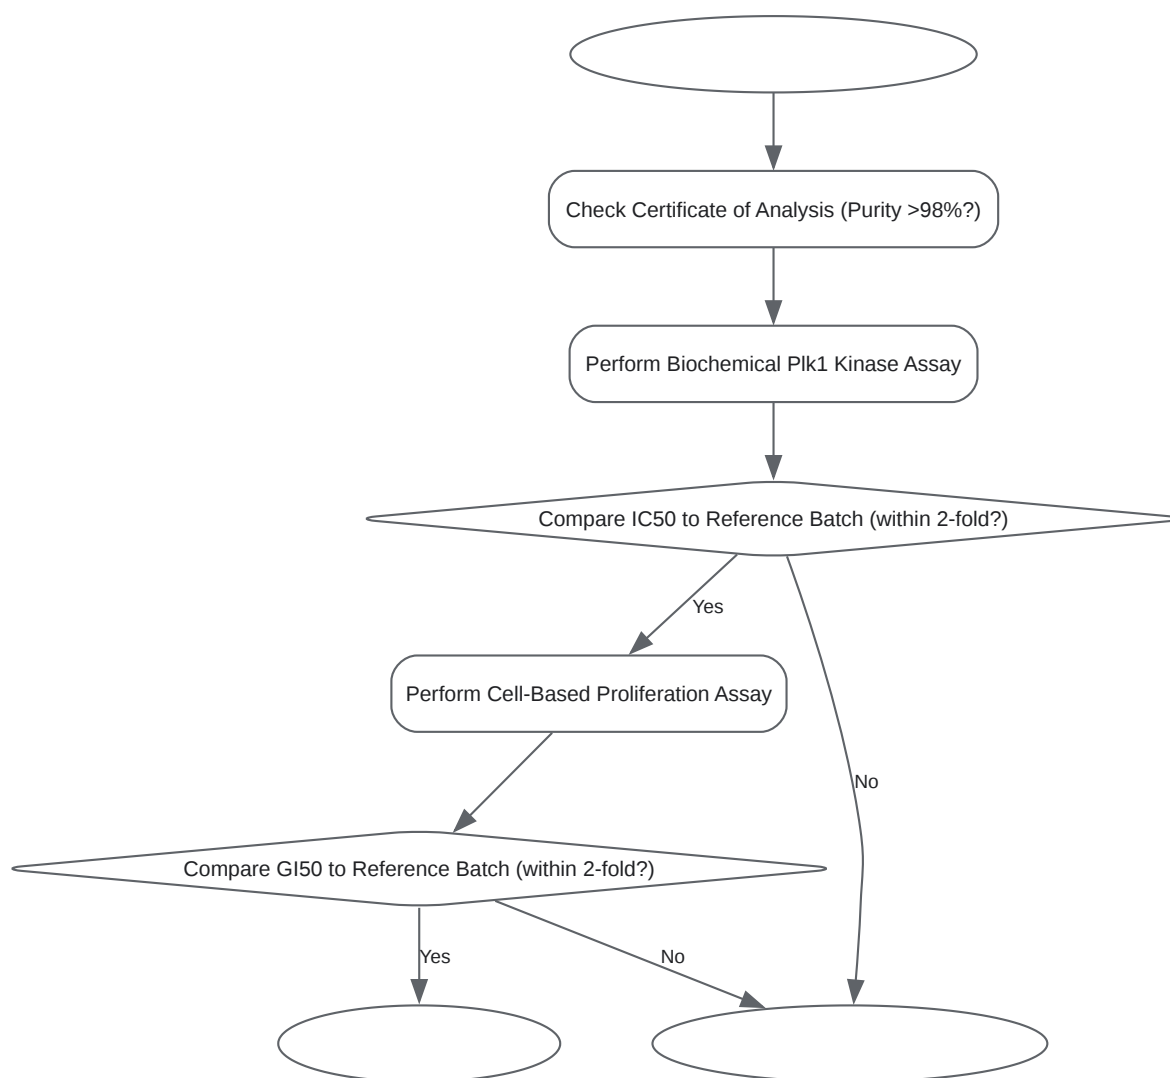 Check Certificate of Analysis (Purity >98%?)
Perform Biochemical Plk1 Kinase Assay
Compare IC50 to Reference Batch (within 2-fold?)
Yes
Perform Cell-Based Proliferation Assay
No
Compare GI50 to Reference Batch (within 2-fold?)
Yes
No